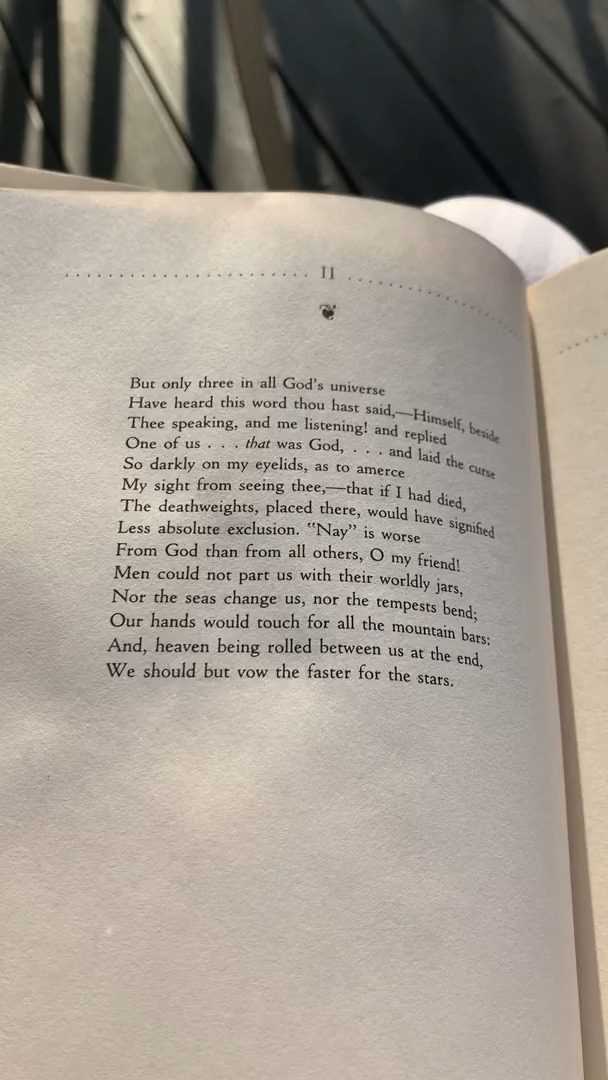 II
But only three in all God's universe
Have heard this word thou hast said,—Himself, beside
Thee speaking, and me listening! and replied
One of us . . . that was God, . . . and laid the curse
So darkly on my eyelids, as to amerce
My sight from seeing thee,—that if I had died,
The deathweights, placed there, would have signified
Less absolute exclusion. "Nay" is worse
From God than from all others, O my friend!
Men could not part us with their worldly jars,
Nor the seas change us, nor the tempests bend;
Our hands would touch for all the mountain bars:
And, heaven being rolled between us at the end,
We should but vow the faster for the stars.